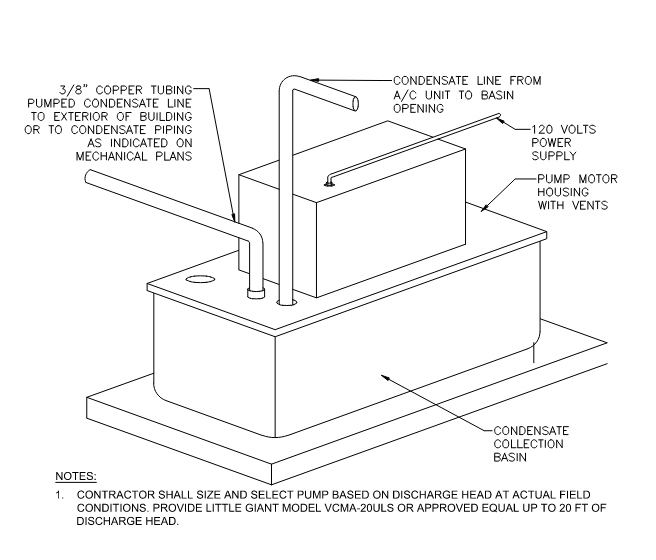 3/8" COPPER TUBING
PUMPED CONDENSATE LINE
TO EXTERIOR OF BUILDING
OR TO CONDENSATE PIPING
AS INDICATED ON
MECHANICAL PLANS
CONDENSATE LINE FROM
A/C UNIT TO BASIN
OPENING
120 VOLTS
POWER
SUPPLY
PUMP MOTOR
HOUSING
WITH VENTS
CONDENSATE
COLLECTION
BASIN
NOTES:
1. CONTRACTOR SHALL SIZE AND SELECT PUMP BASED ON DISCHARGE HEAD AT ACTUAL FIELD
CONDITIONS. PROVIDE LITTLE GIANT MODEL VCMA-20ULS OR APPROVED EQUAL UP TO 20 FT OF
DISCHARGE HEAD.